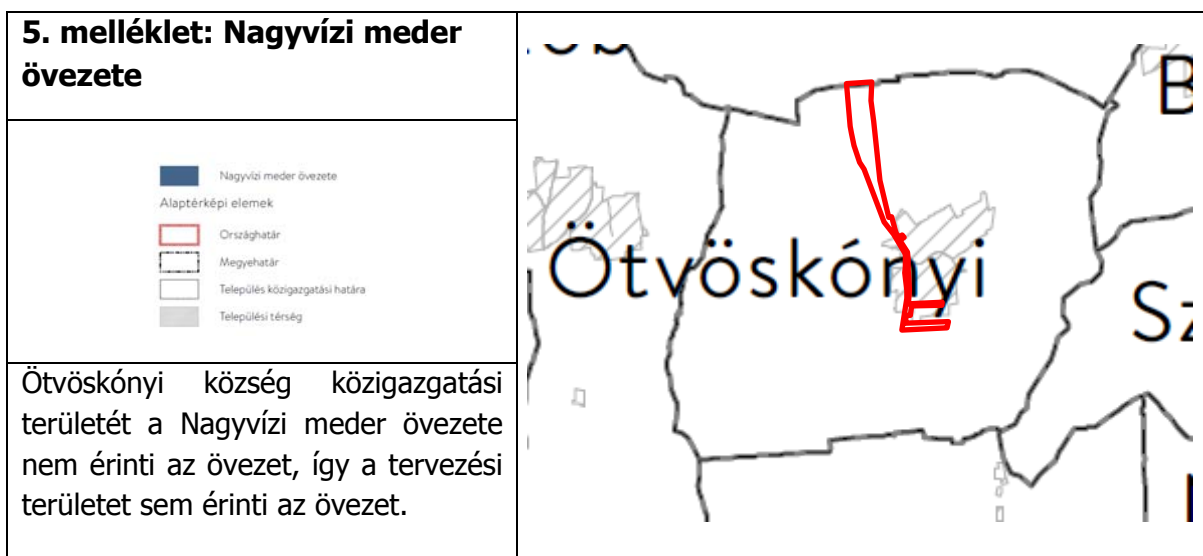 5. melléklet: Nagyvízi meder
övezete
Nagyvízi meder övezete
Alaptérképi elemek
Országhatár
Megyehatár
Település közigazgatási határa
Települési térség
Ötvöskónyi község közigazgatási
területét a Nagyvízi meder övezete
nem érinti az övezet, így a tervezési
területet sem érinti az övezet.
B
Ötvöskónyi
Sz